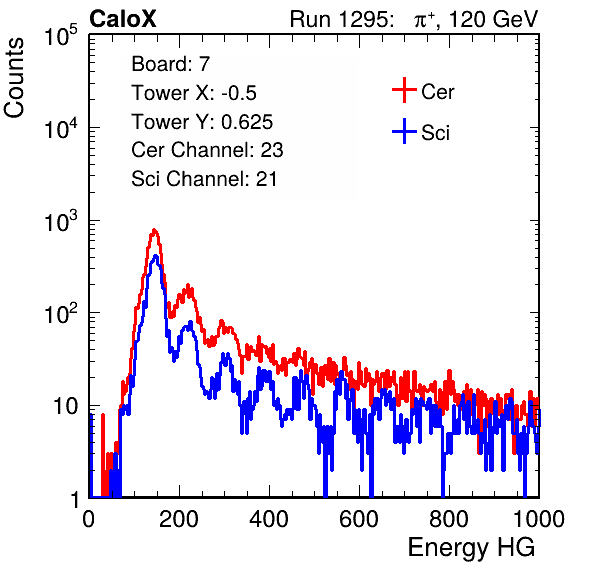 CaloX Run 1295: π⁺, 120 GeV
Counts
10⁵
10⁴
10³
10²
10
1
Board: 7
Tower X: -0.5
Tower Y: 0.625
Cer Channel: 23
Sci Channel: 21
Cer
Sci
0 200 400 600 800 1000
Energy HG